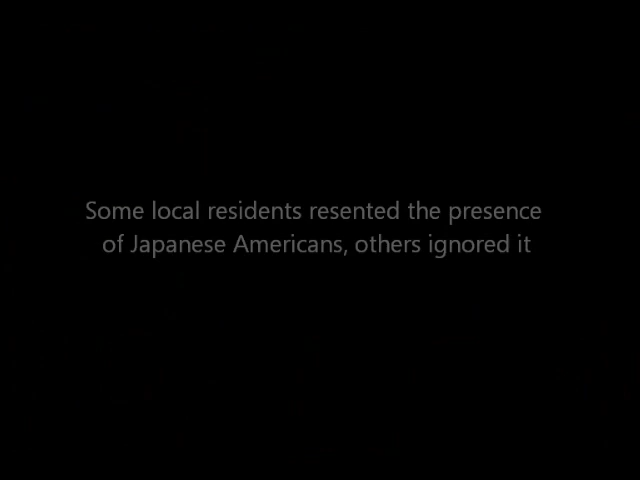 Some local residents resented the presence
of Japanese Americans, others ignored it